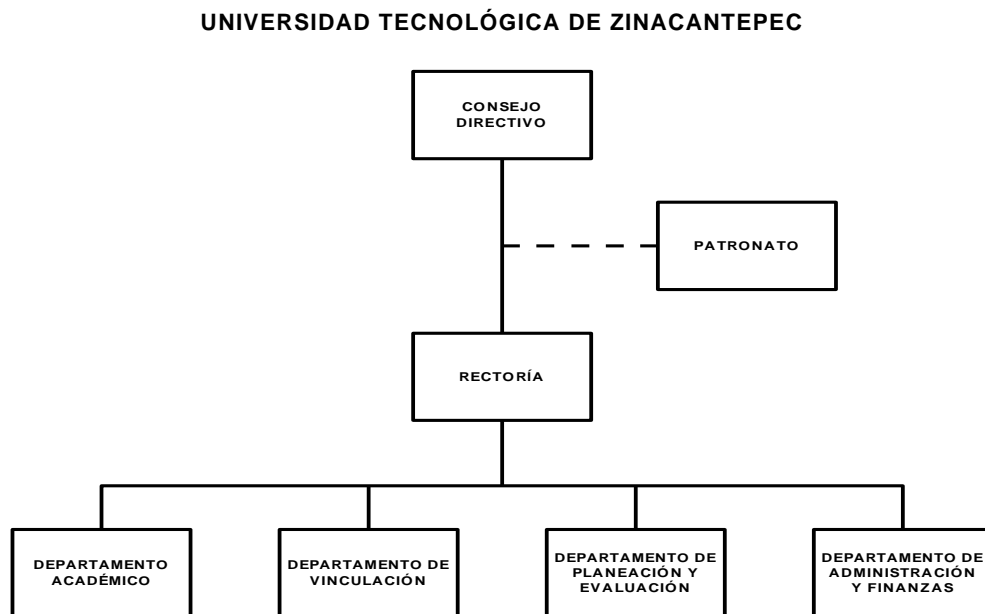 UNIVERSIDAD TECNOLÓGICA DE ZINACANTEPEC
CONSEJO
DIRECTIVO
PATRONATO
RECTORÍA
DEPARTAMENTO
ACADÉMICO
DEPARTAMENTO DE
VINCULACIÓN
DEPARTAMENTO DE
PLANEACIÓN Y
EVALUACIÓN
DEPARTAMENTO DE
ADMINISTRACIÓN
Y FINANZAS